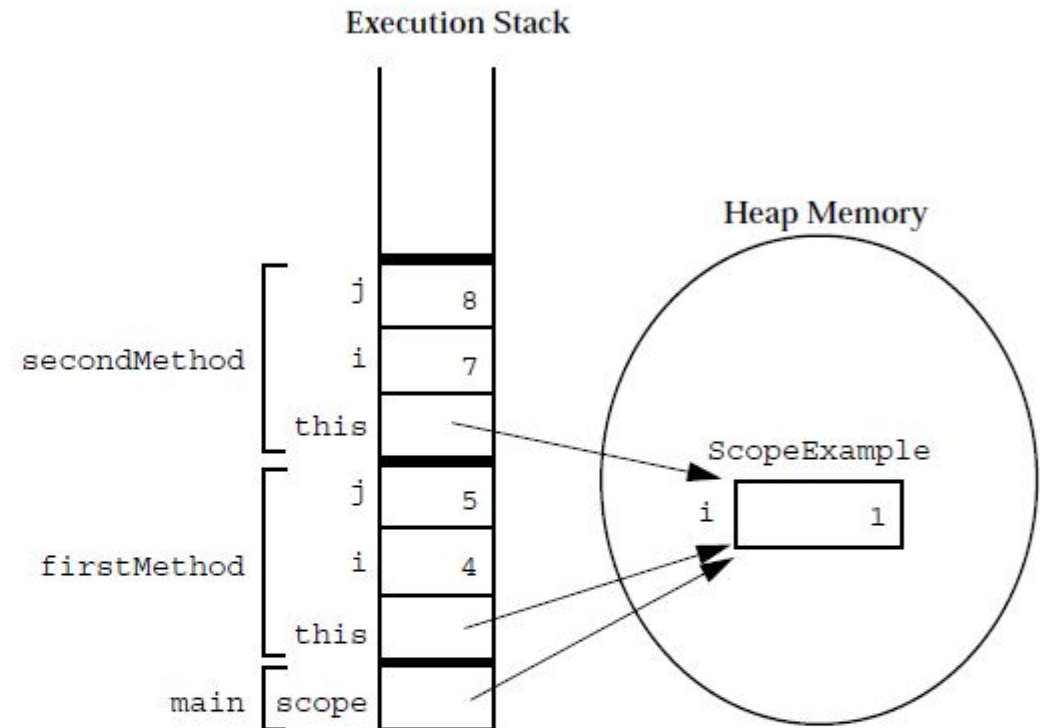 Execution Stack
Heap Memory
j 8
secondMethod i 7
this
ScopeExample
j 5
i 1
firstMethod i 4
this
main scope